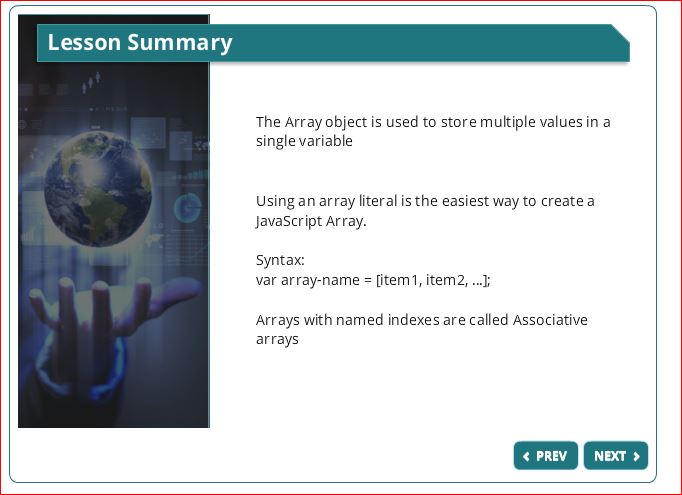 Lesson Summary
The Array object is used to store multiple values in a
single variable
Using an array literal is the easiest way to create a
JavaScript Array.
Syntax:
var array-name = [item1, item2, ...];
Arrays with named indexes are called Associative
arrays
PREV
NEXT